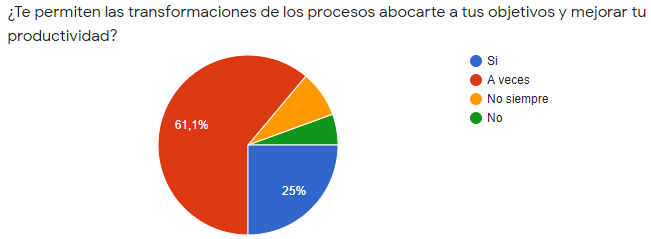 ¿Te permiten las transformaciones de los procesos abocarte a tus objetivos y mejorar tu
productividad?
Si
A veces
No siempre
No
61,1%
25%